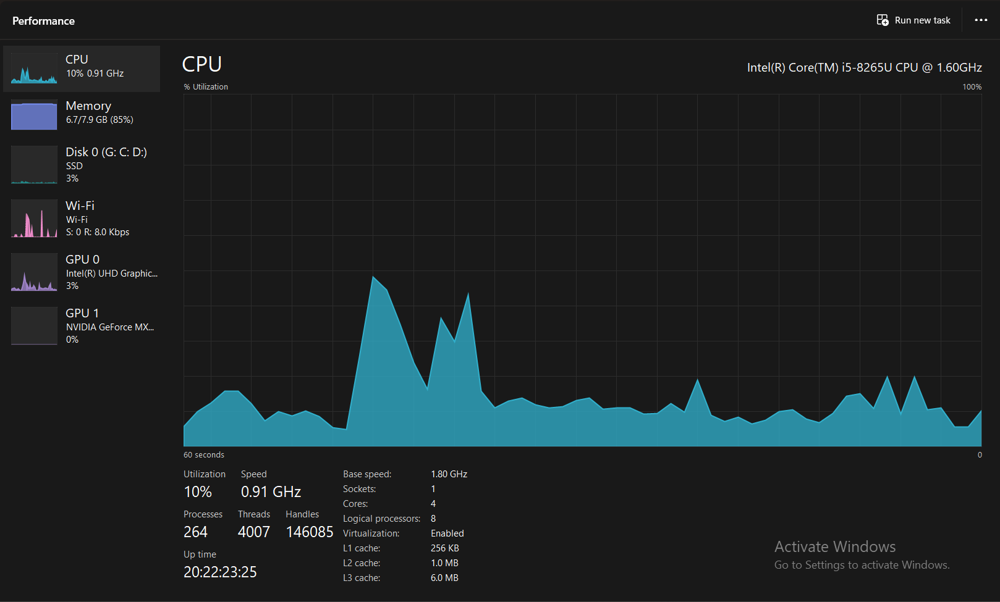 Performance
Run new task
CPU
10% 0.91 GHz
Memory
6.7/7.9 GB (85%)
Disk 0 (G: C: D:)
SSD
3%
Wi-Fi
Wi-Fi
S: 0 R: 8.0 Kbps
GPU 0
Intel(R) UHD Graphic...
3%
GPU 1
NVIDIA GeForce MX...
0%
CPU
Intel(R) Core(TM) i5-8265U CPU @ 1.60GHz
% Utilization
100%
60 seconds
0
Utilization Speed
10% 0.91 GHz
Processes Threads Handles
264 4007 146085
Up time
20:22:23:25
Base speed: 1.80 GHz
Sockets: 1
Cores: 4
Logical processors: 8
Virtualization: Enabled
L1 cache: 256 KB
L2 cache: 1.0 MB
L3 cache: 6.0 MB
Activate Windows
Go to Settings to activate Windows.